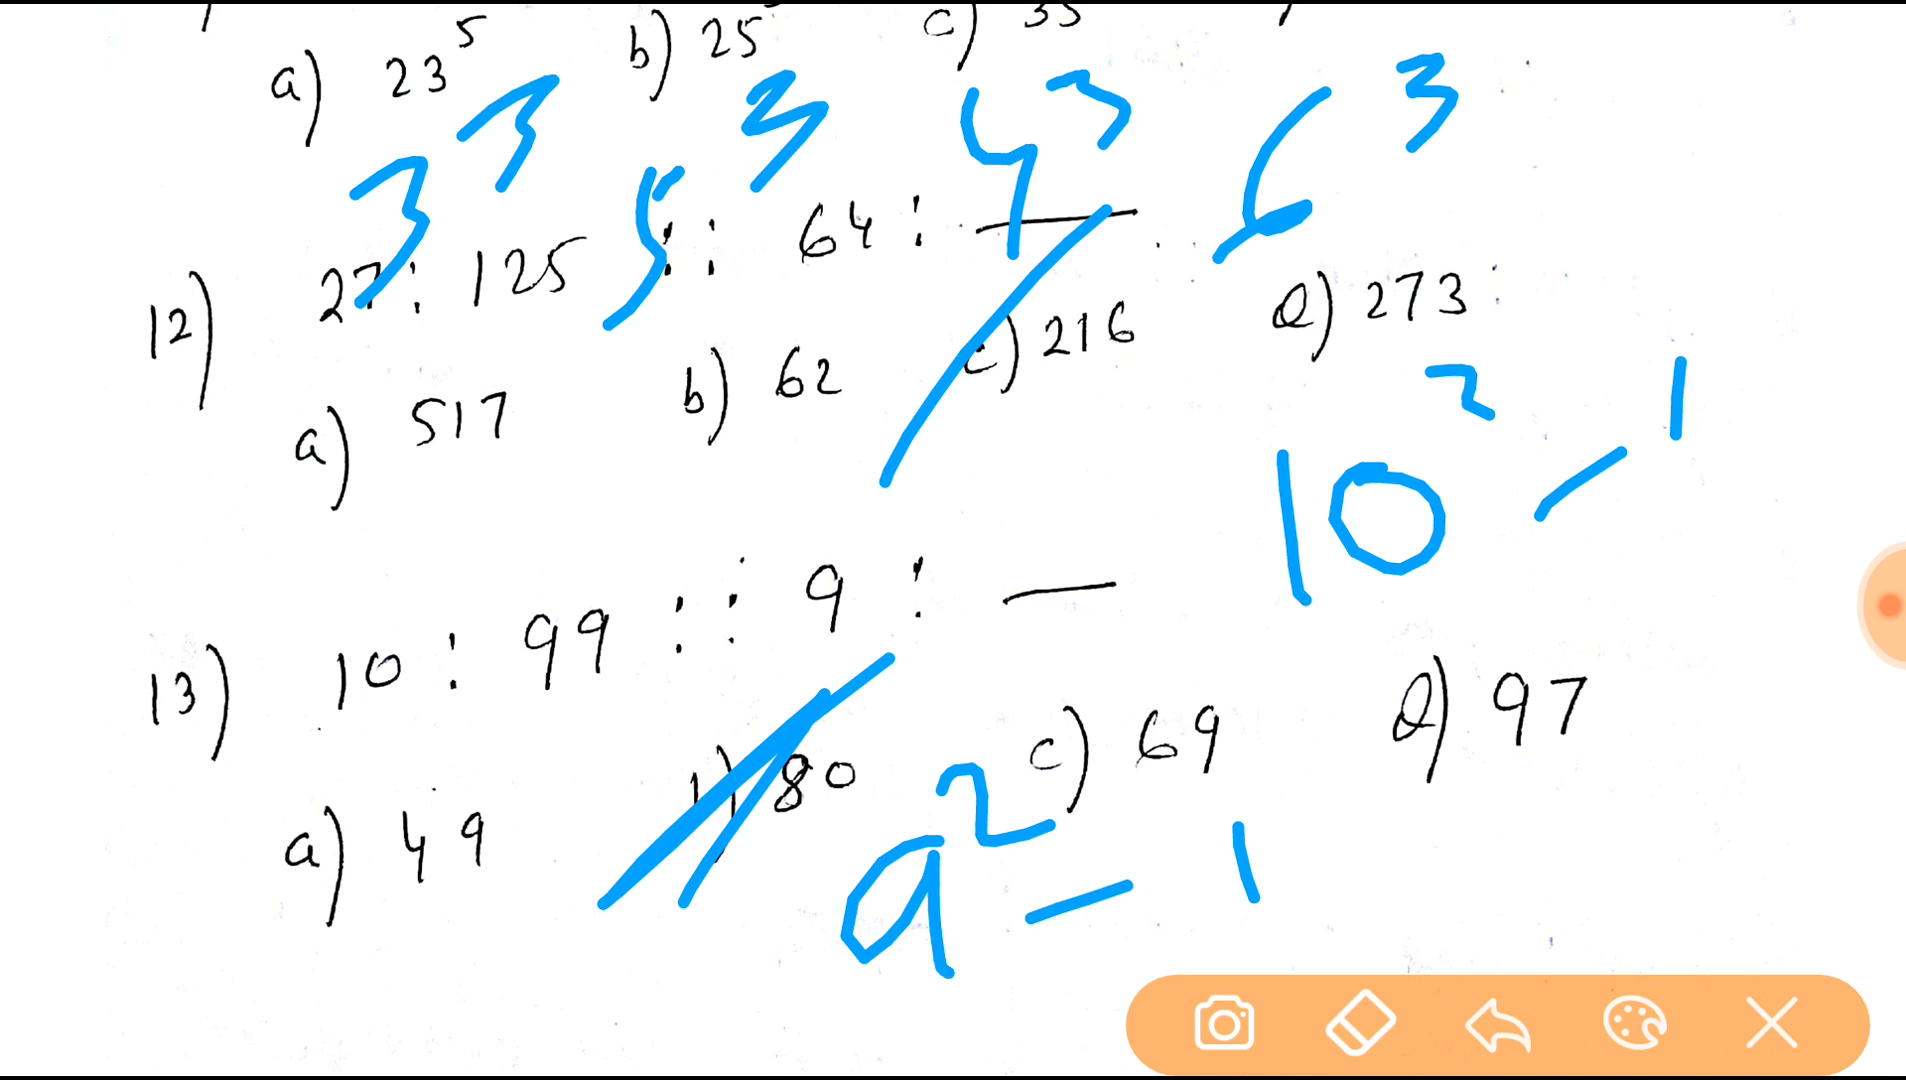 a) 23⁵ b) 25 c) 35
3³ 5³ 4³ 6³
12) 27 : 125 :: 64 : —
a) 517 b) 62 c) 216 d) 273
10² - 1
13) 10 : 99 :: 9 : —
a) 49 b) 80 c) 69 d) 97
9² - 1